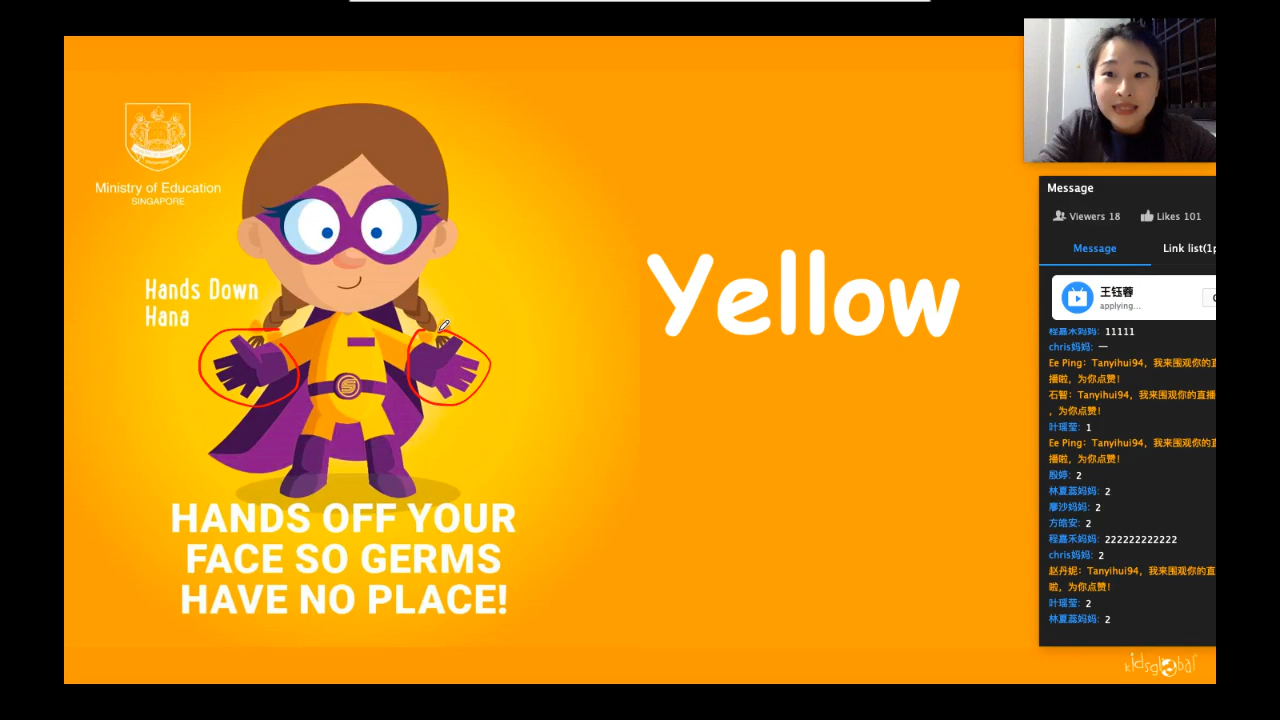 Ministry of Education
SINGAPORE
Hands Down
Hana
HANDS OFF YOUR
FACE SO GERMS
HAVE NO PLACE!
Yellow
Message
Viewers 18 Likes 101
Message Link list(1p
王钰蓉
applying...
程嘉禾妈妈: 11111
chris妈妈: 一
Ee Ping: Tanyihui94，我来围观你的直
播啦，为你点赞！
石智: Tanyihui94，我来围观你的直播
，为你点赞！
叶瑶莹: 1
Ee Ping: Tanyihui94，我来围观你的直
播啦，为你点赞！
殷婷: 2
林夏蕊妈妈: 2
摩沙妈妈: 2
方皓安: 2
程嘉禾妈妈: 222222222222
chris妈妈: 2
赵丹妮: Tanyihui94，我来围观你的直
啦，为你点赞！
叶瑶莹: 2
林夏蕊妈妈: 2
kidsglobal